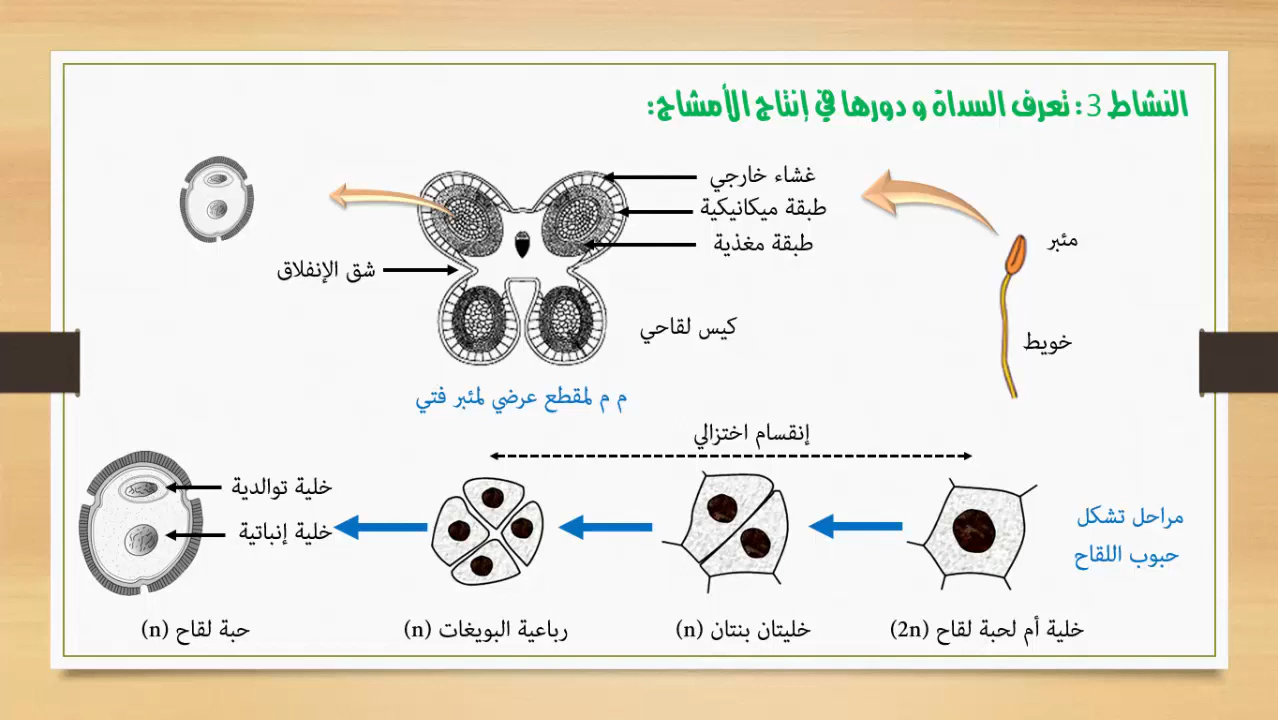 النشاط 3 : تعرف السداة و دورها في إنتاج الأمشاج:
غشاء خارجي
طبقة ميكانيكية
طبقة مغذية
مئبر
شق الإنفلاق
كيس لقاحي
خويط
م م لمقطع عرضي لمئبر فتي
إنقسام اختزالي
خلية توالدية
خلية إنباتية
مراحل تشكل
حبوب اللقاح
خلية أم لحبة لقاح (2n)
خليتان بنتان (n)
رباعية البويغات (n)
حبة لقاح (n)